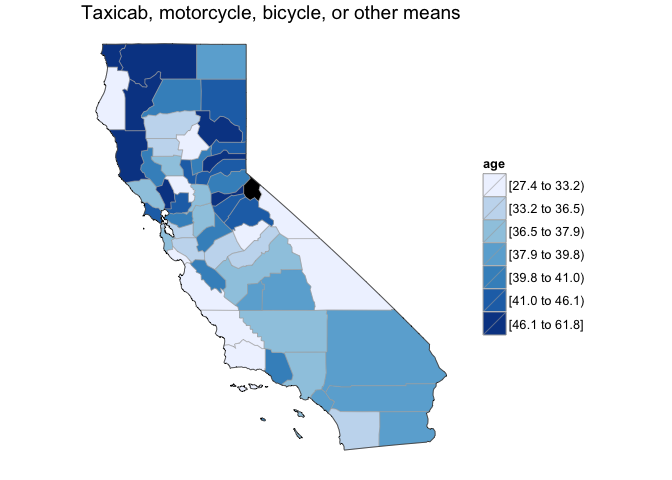 Taxicab, motorcycle, bicycle, or other means
age
[27.4 to 33.2)
[33.2 to 36.5)
[36.5 to 37.9)
[37.9 to 39.8)
[39.8 to 41.0)
[41.0 to 46.1)
[46.1 to 61.8]